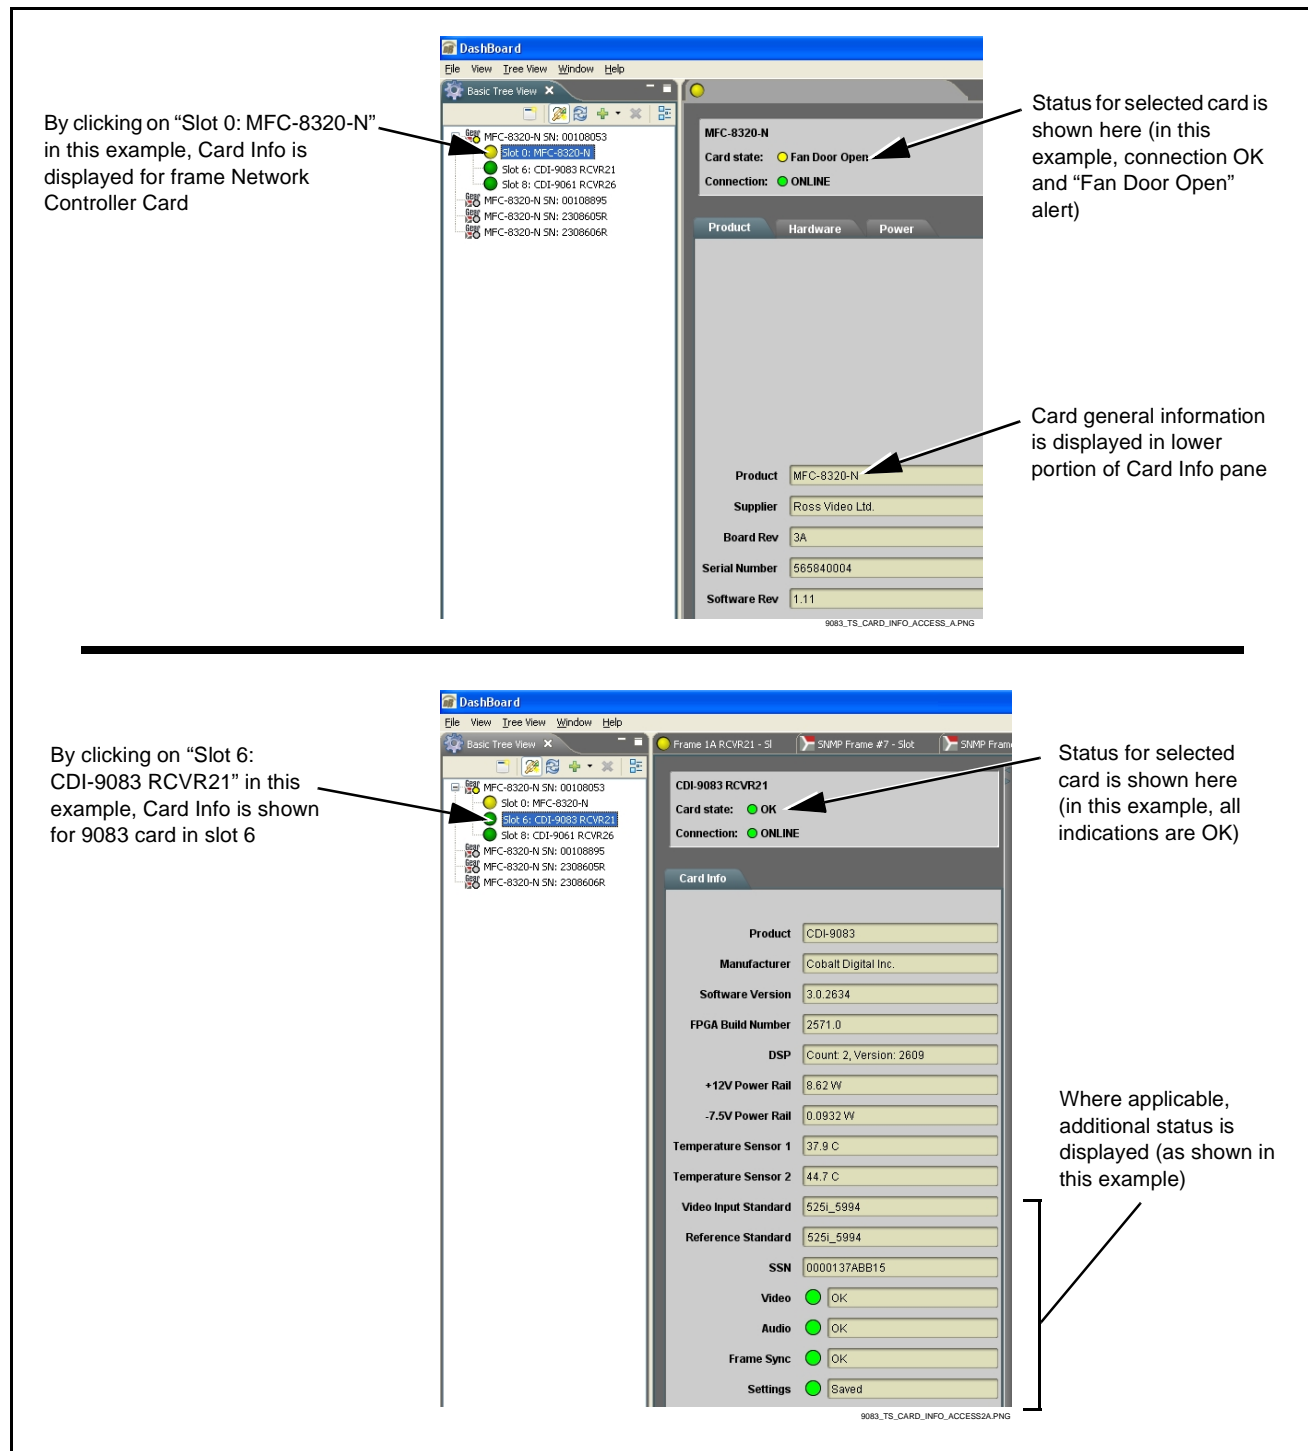 DashBoard
File View Tree View Window Help
Basic Tree View
By clicking on “Slot 0: MFC-8320-N”
in this example, Card Info is
displayed for frame Network
Controller Card
MFC-8320-N SN: 00108053
Slot 0: MFC-8320-N
Slot 6: CDI-9083 RCVR21
Slot 8: CDI-9061 RCVR26
MFC-8320-N SN: 00108895
MFC-8320-N SN: 2308605R
MFC-8320-N SN: 2308606R
MFC-8320-N
Card state: Fan Door Open
Connection: ONLINE
Status for selected card is
shown here (in this
example, connection OK
and “Fan Door Open”
alert)
Product Hardware Power
Card general information
is displayed in lower
portion of Card Info pane
Product MFC-8320-N
Supplier Ross Video Ltd.
Board Rev 3A
Serial Number 565840004
Software Rev 1.11
9083_TS_CARD_INFO_ACCESS_A.PNG
DashBoard
File View Tree View Window Help
Basic Tree View
Frame 1A RCVR21 - Sl SNMP Frame #7 - Slot SNMP Fram
By clicking on “Slot 6:
CDI-9083 RCVR21” in this
example, Card Info is shown
for 9083 card in slot 6
MFC-8320-N SN: 00108053
Slot 0: MFC-8320-N
Slot 6: CDI-9083 RCVR21
Slot 8: CDI-9061 RCVR26
MFC-8320-N SN: 00108895
MFC-8320-N SN: 2308605R
MFC-8320-N SN: 2308606R
CDI-9083 RCVR21
Card state: OK
Connection: ONLINE
Status for selected
card is shown here
(in this example, all
indications are OK)
Card Info
Product CDI-9083
Manufacturer Cobalt Digital Inc.
Software Version 3.0.2634
FPGA Build Number 2571.0
DSP Count: 2, Version: 2609
+12V Power Rail 8.62 W
-7.5V Power Rail 0.0932 W
Temperature Sensor 1 37.9 C
Temperature Sensor 2 44.7 C
Video Input Standard 525i_5994
Reference Standard 525i_5994
SSN 0000137ABB15
Video OK
Audio OK
Frame Sync OK
Settings Saved
Where applicable,
additional status is
displayed (as shown in
this example)
9083_TS_CARD_INFO_ACCESS2A.PNG